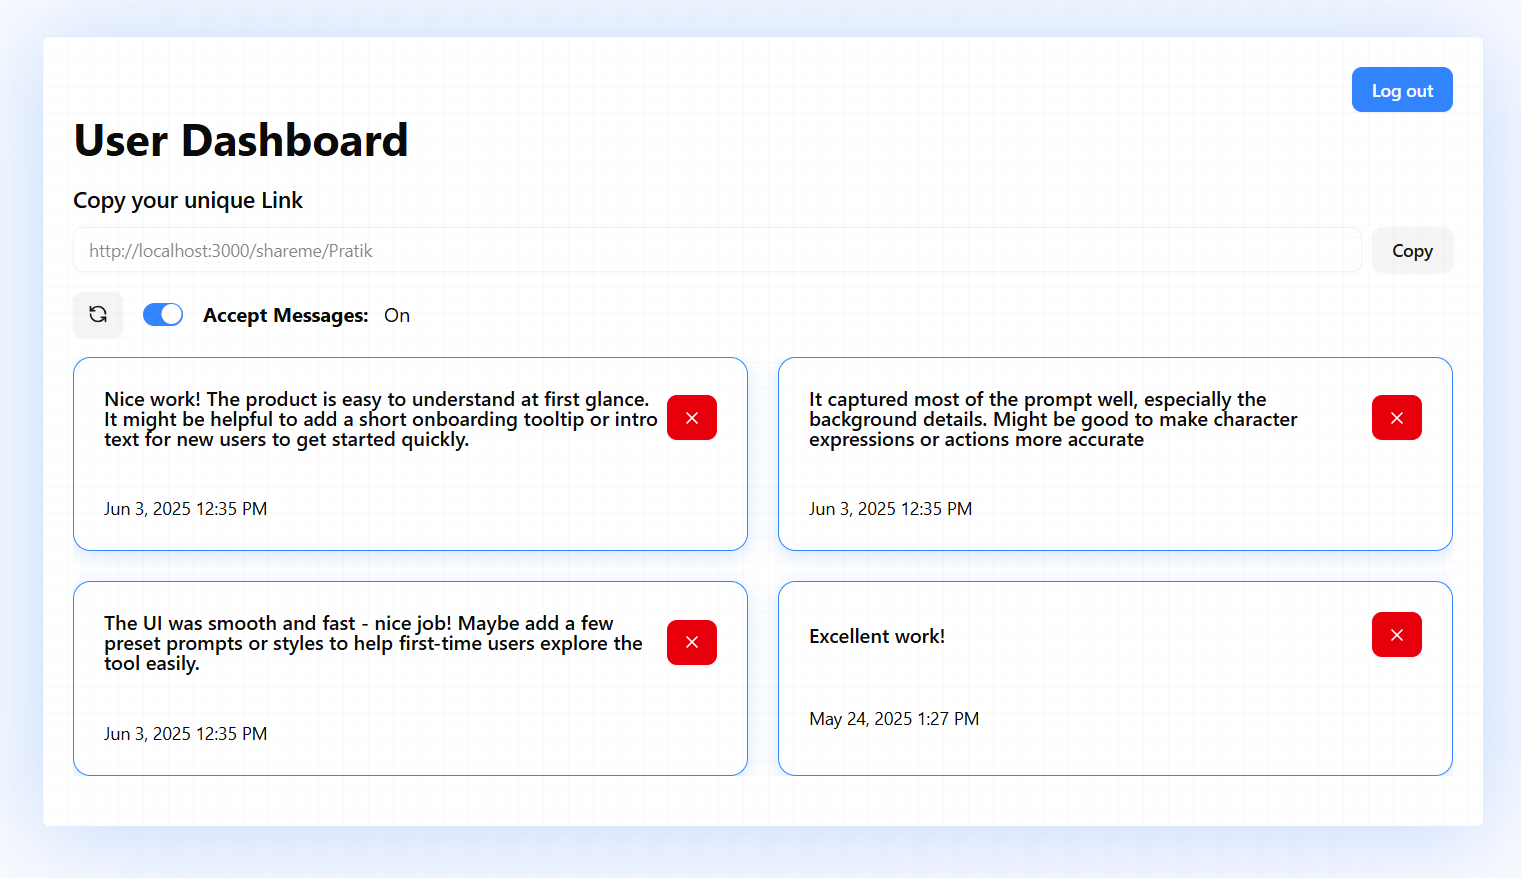 Log out
User Dashboard
Copy your unique Link
http://localhost:3000/shareme/Pratik
Copy
Accept Messages: On
Nice work! The product is easy to understand at first glance.
It might be helpful to add a short onboarding tooltip or intro
text for new users to get started quickly.
Jun 3, 2025 12:35 PM
It captured most of the prompt well, especially the
background details. Might be good to make character
expressions or actions more accurate
Jun 3, 2025 12:35 PM
The UI was smooth and fast - nice job! Maybe add a few
preset prompts or styles to help first-time users explore the
tool easily.
Jun 3, 2025 12:35 PM
Excellent work!
May 24, 2025 1:27 PM